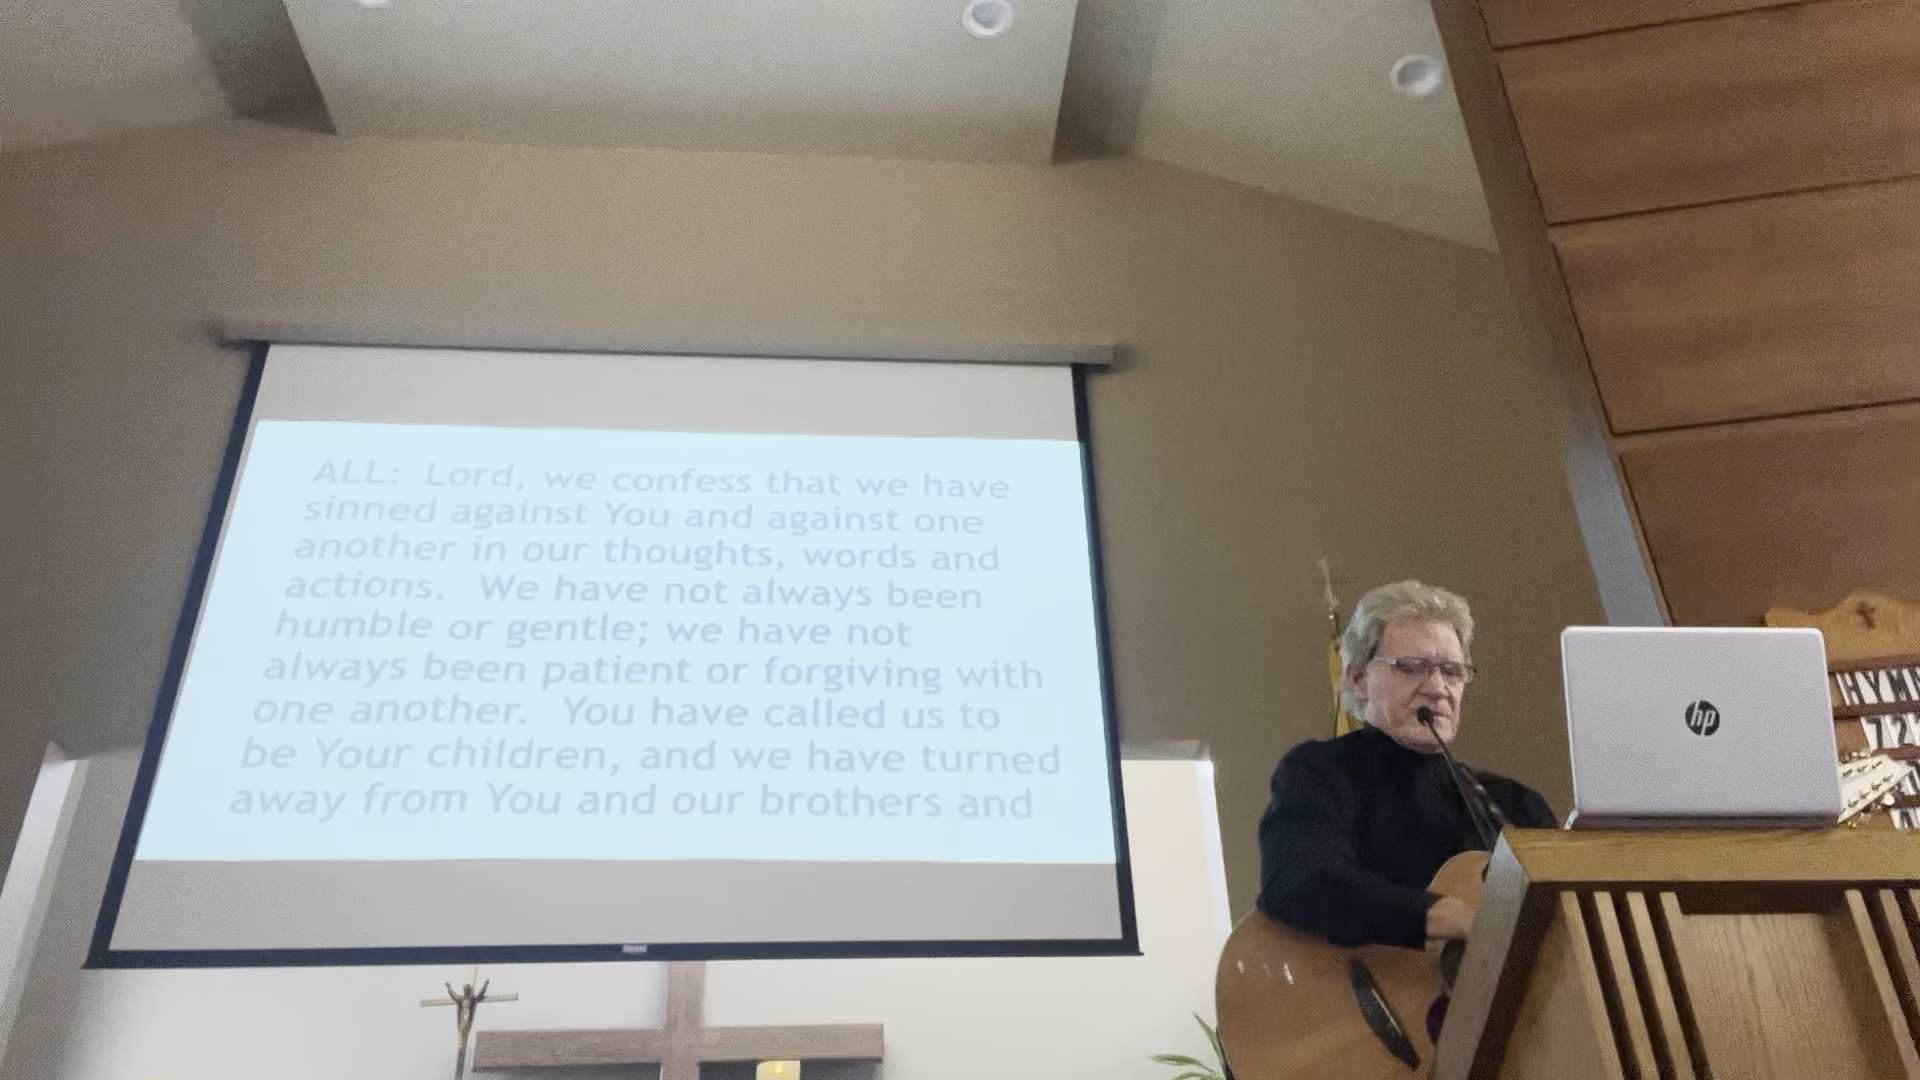 ALL: Lord, we confess that we have
sinned against You and against one
another in our thoughts, words and
actions. We have not always been
humble or gentle; we have not
always been patient or forgiving with
one another. You have called us to
be Your children, and we have turned
away from You and our brothers and
hp